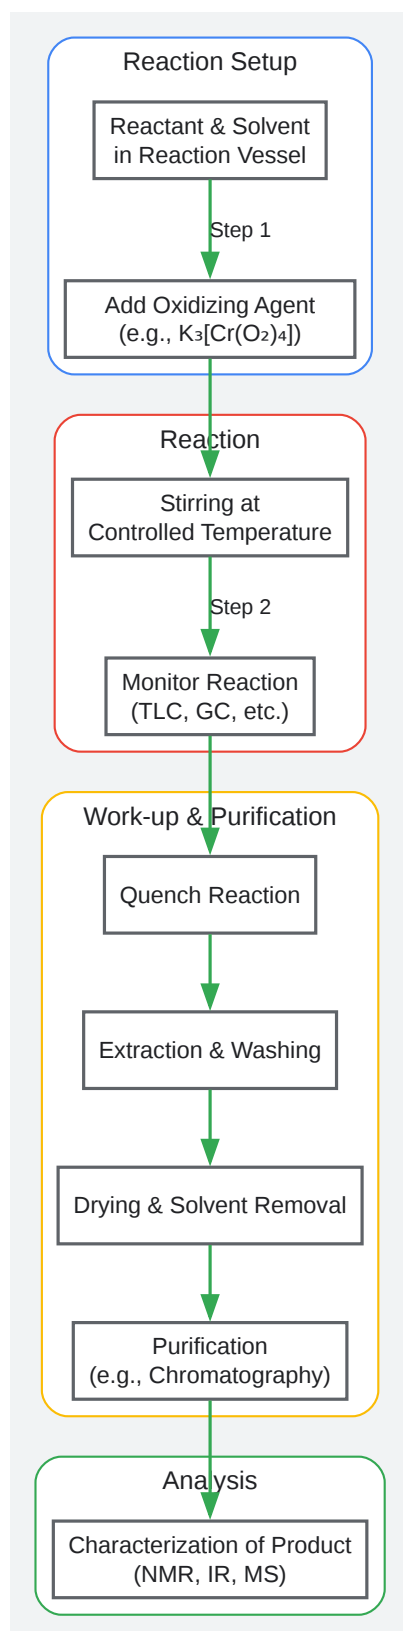 Reaction Setup
Reactant & Solvent
in Reaction Vessel
Step 1
Add Oxidizing Agent
(e.g., K₃[Cr(O₂)₄])
Reaction
Stirring at
Controlled Temperature
Step 2
Monitor Reaction
(TLC, GC, etc.)
Work-up & Purification
Quench Reaction
Extraction & Washing
Drying & Solvent Removal
Purification
(e.g., Chromatography)
Analysis
Characterization of Product
(NMR, IR, MS)